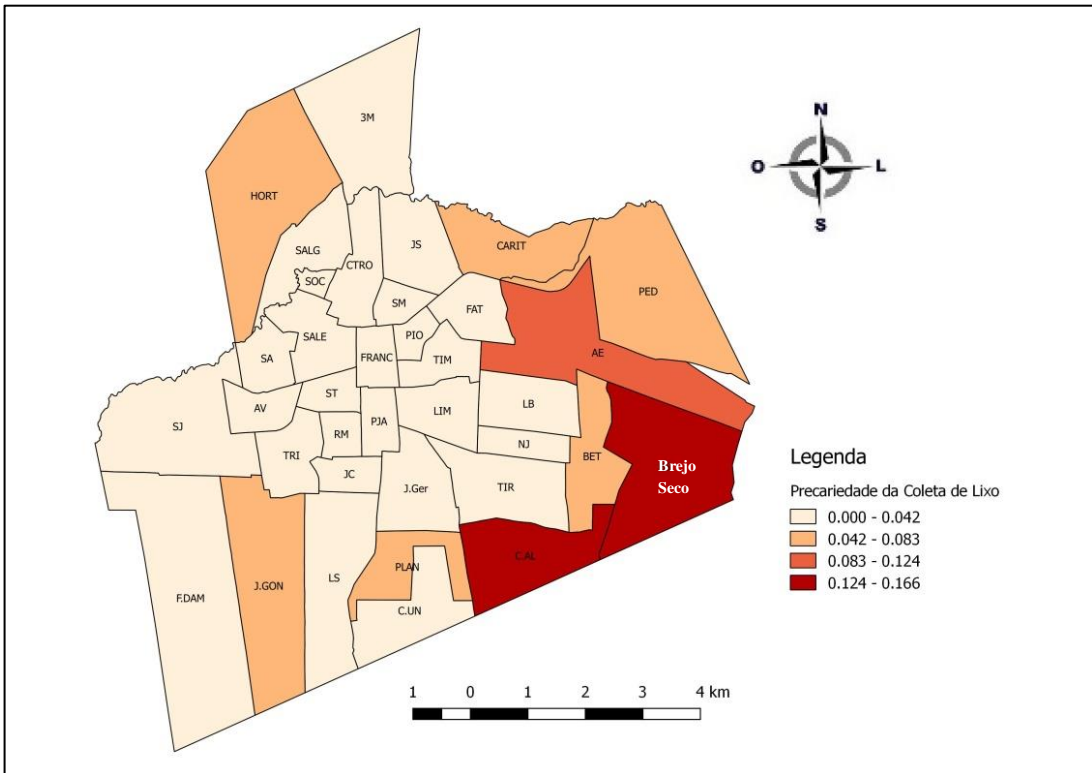 3M
N
O L
S
HORT
SALG
CTRO
JS
CARIT
SOC
SM
FAT
PED
SALE
PIO
FRANC
TIM
AE
SA
ST
LB
AV
PJA
LIM
SJ
RM
NJ
TRI
BET
Brejo
Seco
JC
J.Ger
TIR
C.AL
PLAN
LS
J.GON
F.DAM
C.UN
Legenda
Precariedade da Coleta de Lixo
0.000 - 0.042
0.042 - 0.083
0.083 - 0.124
0.124 - 0.166
1 0 1 2 3 4 km